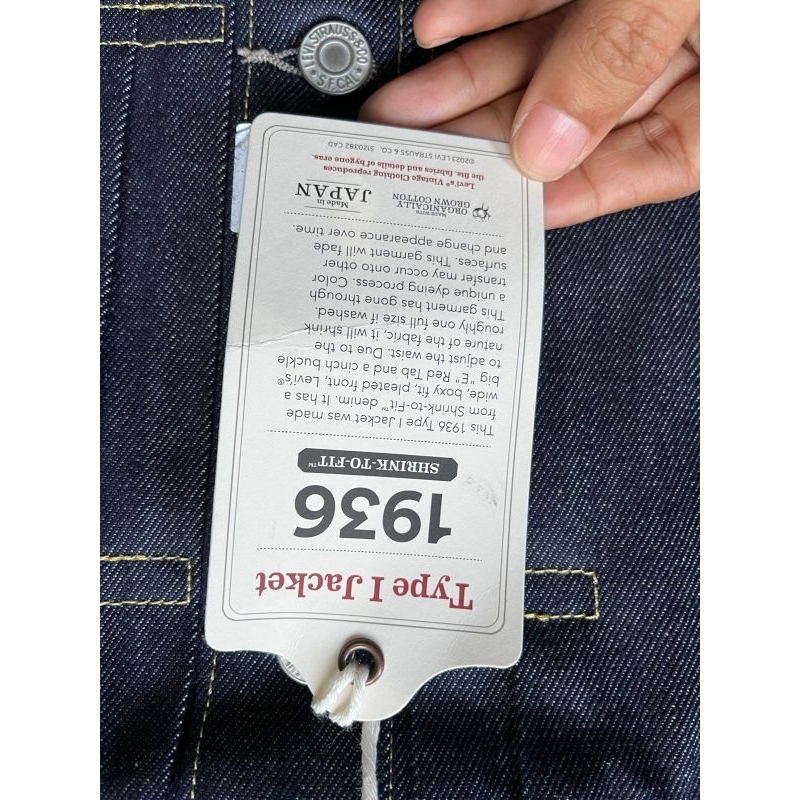 LEVI STRAUSS & CO
S.F. CAL
Type I Jacket
1936
SHRINK-TO-FIT™
This 1936 Type I Jacket was made
from Shrink-to-Fit™ denim. It has a
wide, boxy fit, pleated front, Levi's®
big "E" Red Tab and a cinch buckle
to adjust the waist. Due to the
nature of the fabric, it will shrink
roughly one full size if washed.
This garment has gone through
a unique dyeing process. Color
transfer may occur onto other
surfaces. This garment will fade
and change appearance over time.
MADE WITH
ORGANICALLY
GROWN COTTON
Made in
JAPAN
Levi's® Vintage Clothing reproduces
the fits, fabrics and details of bygone eras.
©2023 LEVI STRAUSS & CO. S120382 CAD